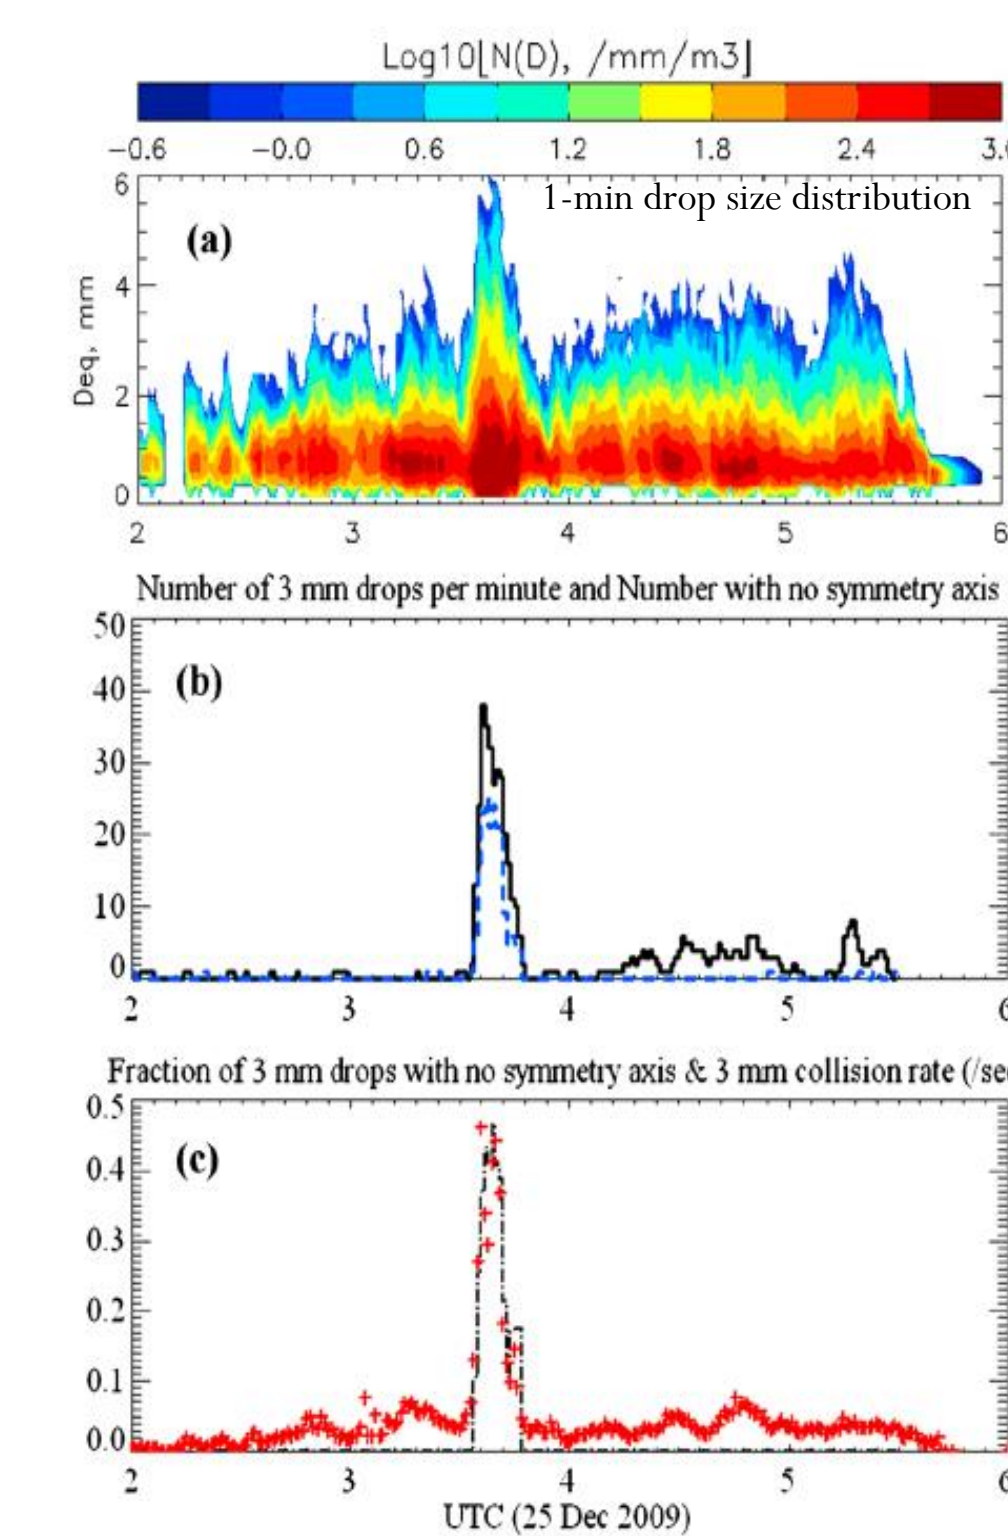 Log10[N(D), /mm/m3]
-0.6 -0.0 0.6 1.2 1.8 2.4 3.
1-min drop size distribution
(a)
6
4
2
0
Deq, mm
2 3 4 5 6
Number of 3 mm drops per minute and Number with no symmetry axis
(b)
50
40
30
20
10
0
2 3 4 5 6
Fraction of 3 mm drops with no symmetry axis & 3 mm collision rate (/se
(c)
0.5
0.4
0.3
0.2
0.1
0.0
2 3 4 5 6
UTC (25 Dec 2009)